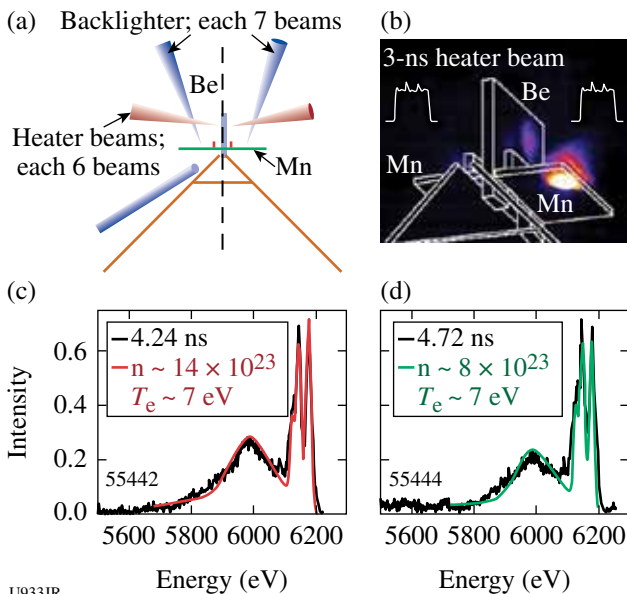 (a)
Backlighter; each 7 beams
Be
Heater beams;
each 6 beams
Mn
(b)
3-ns heater beam
Be
Mn
Mn
(c)
Intensity
0.6
0.4
0.2
0.0
4.24 ns
n ~ 14 × 10²³
Tₑ ~ 7 eV
55442
5600 5800 6000 6200
Energy (eV)
(d)
4.72 ns
n ~ 8 × 10²³
Tₑ ~ 7 eV
55444
5600 5800 6000 6200
Energy (eV)
U933JR